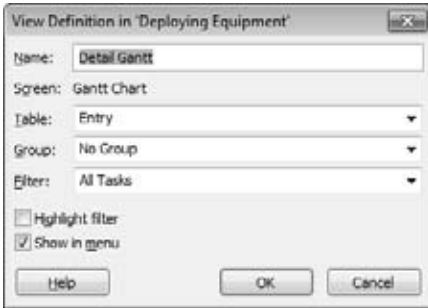 View Definition in 'Deploying Equipment'
Name: Detail Gantt
Screen: Gantt Chart
Table: Entry
Group: No Group
Filter: All Tasks
Highlight filter
Show in menu
Help OK Cancel